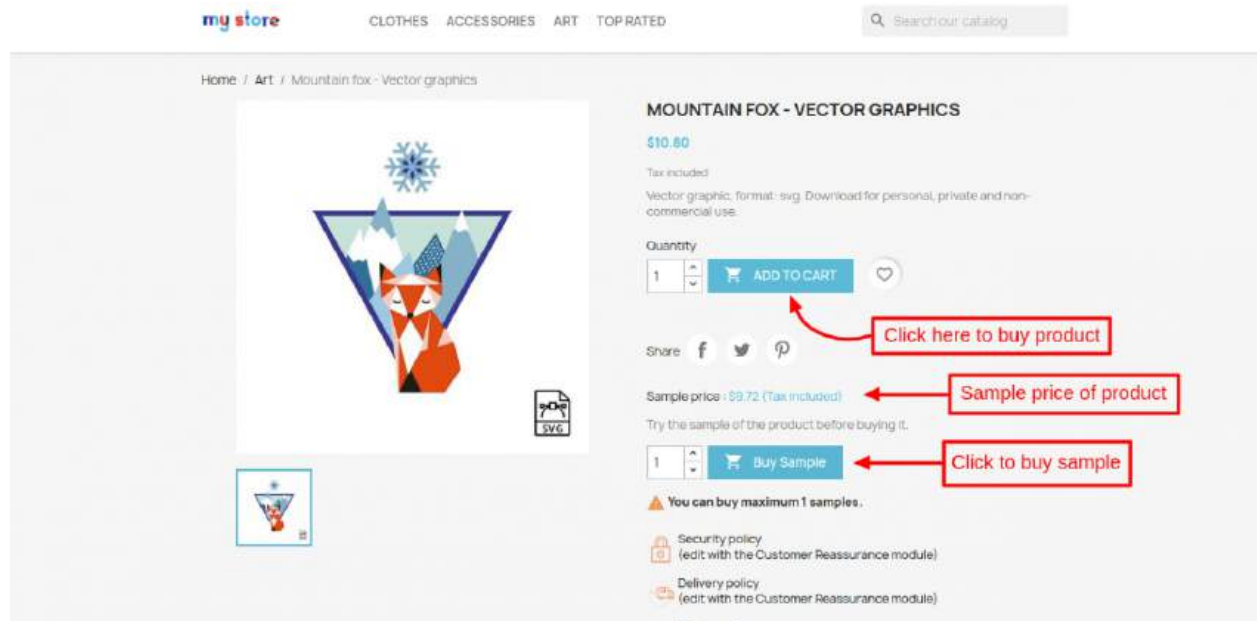 my store
CLOTHES ACCESSORIES ART TOP RATED
Search our catalog
Home / Art / Mountain fox - Vector graphics
MOUNTAIN FOX - VECTOR GRAPHICS
$10.80
Tax included
Vector graphic, format: svg. Download for personal, private and non-
commercial use.
Quantity
1
ADD TO CART
Click here to buy product
Share
Sample price : $9.72 (Tax included)
Sample price of product
Try the sample of the product before buying it.
1
Buy Sample
Click to buy sample
You can buy maximum 1 samples.
SVG
Security policy
(edit with the Customer Reassurance module)
Delivery policy
(edit with the Customer Reassurance module)